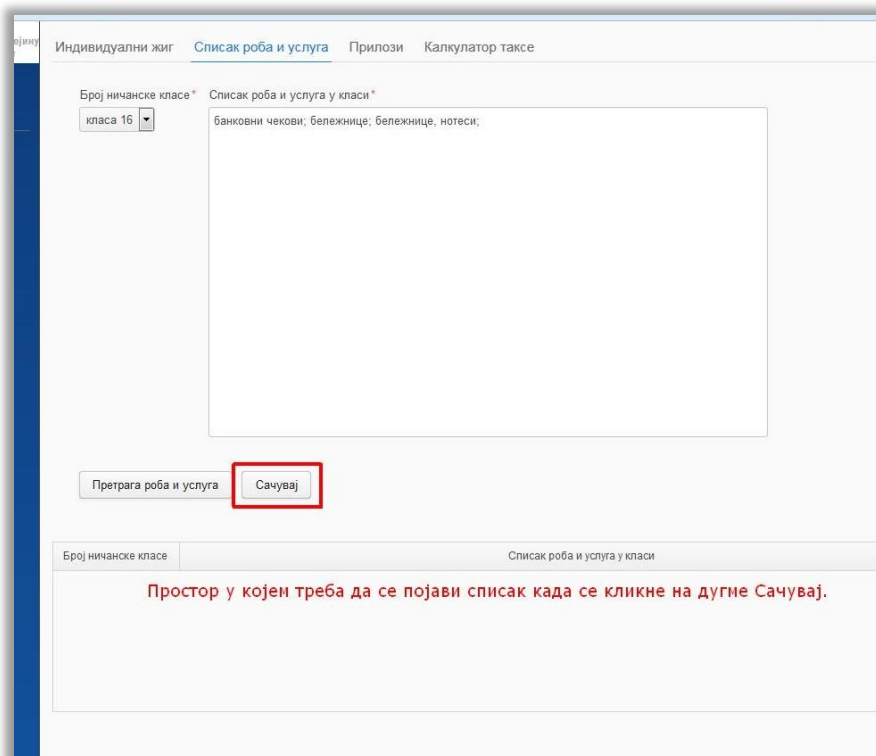 ојину
Индивидуални жиг Списак роба и услуга Прилози Калкулатор таксе
Број ничанске класе* Списак роба и услуга у класи*
класа 16
банковни чекови; бележнице; бележнице, нотеси;
Претрага роба и услуга Сачувај
Број ничанске класе Списак роба и услуга у класи
Простор у којем треба да се појави списак када се кликне на дугме Сачувај.